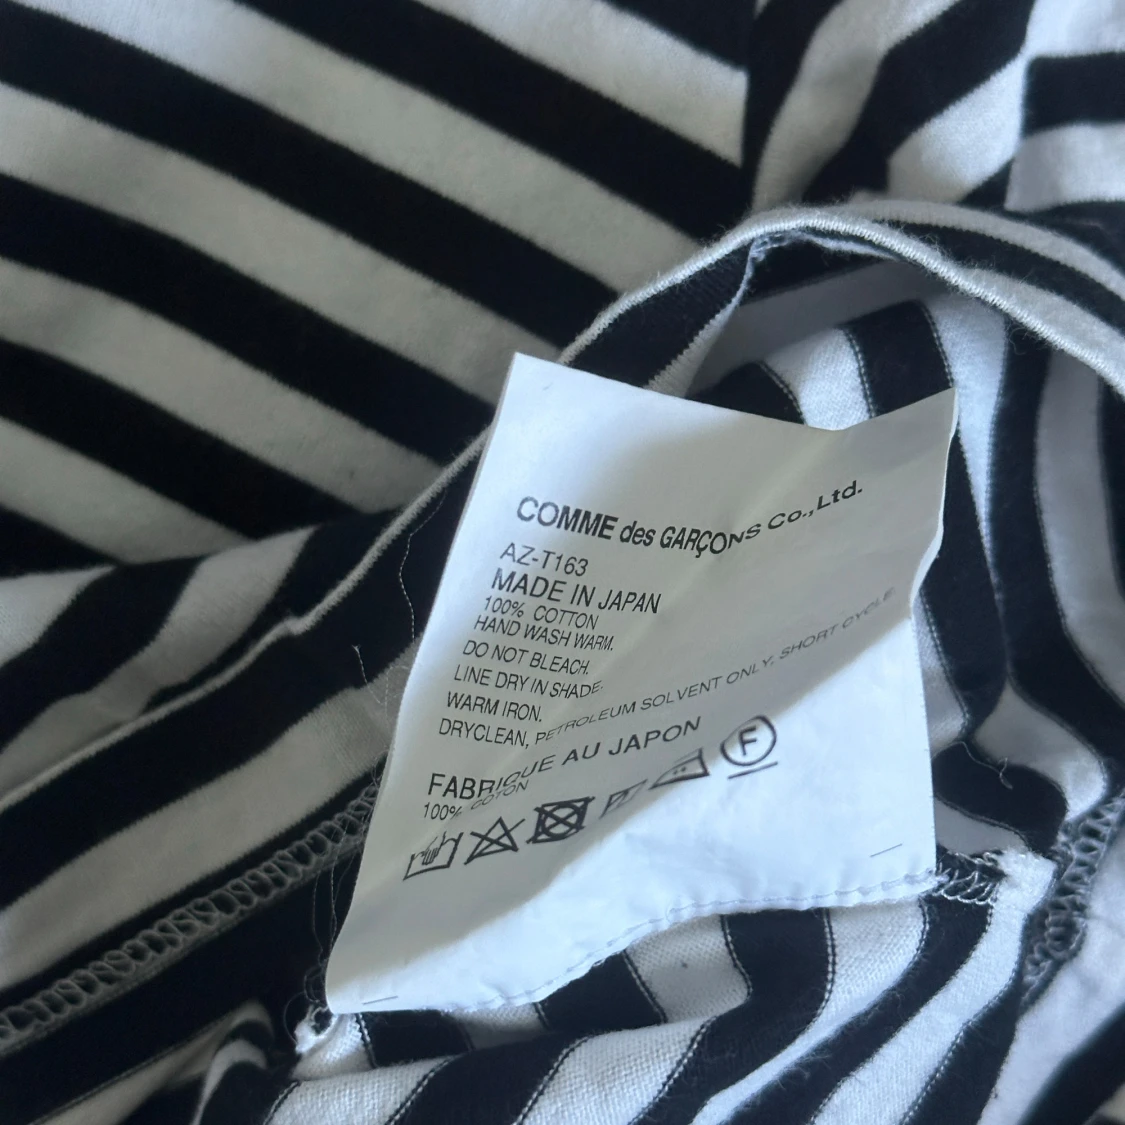 COMME des GARÇONS Co.,Ltd.
AZ-T163
MADE IN JAPAN
100% COTTON
HAND WASH WARM.
DO NOT BLEACH.
LINE DRY IN SHADE.
WARM IRON.
DRYCLEAN, PETROLEUM SOLVENT ONLY, SHORT CYCLE.
FABRIQUE AU JAPON
100% COTON
F